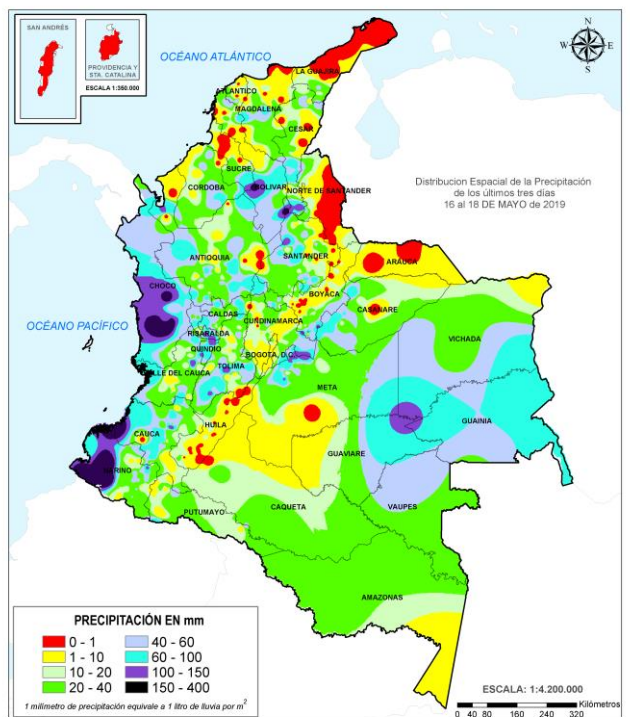 SAN ANDRÉS
PROVIDENCIA Y
STA. CATALINA
ESCALA 1:350.000
OCÉANO ATLÁNTICO
N
W E
S
LA GUAJIRA
ATLANTICO
MAGDALENA
CESAR
SUCRE
CORDOBA
BOLIVAR
NORTE DE SANTANDER
Distribucion Espacial de la Precipitación
de los últimos tres días
16 al 18 DE MAYO de 2019
ANTIOQUIA
SANTANDER
ARAUCA
CHOCO
BOYACA
CASANARE
OCÉANO PACÍFICO
CALDAS
CUNDINAMARCA
RISARALDA
VICHADA
QUINDIO
BOGOTA, D.C.
VALLE DEL CAUCA
TOLIMA
META
CAUCA
HUILA
GUAINIA
GUAVIARE
NARIÑO
CAQUETA
VAUPES
PUTUMAYO
AMAZONAS
PRECIPITACIÓN EN mm
0 - 1 40 - 60
1 - 10 60 - 100
10 - 20 100 - 150
20 - 40 150 - 400
1 milimetro de precipitación equivale a 1 litro de lluvia por m²
ESCALA: 1:4.200.000
Kilómetros
0 40 80 160 240 320